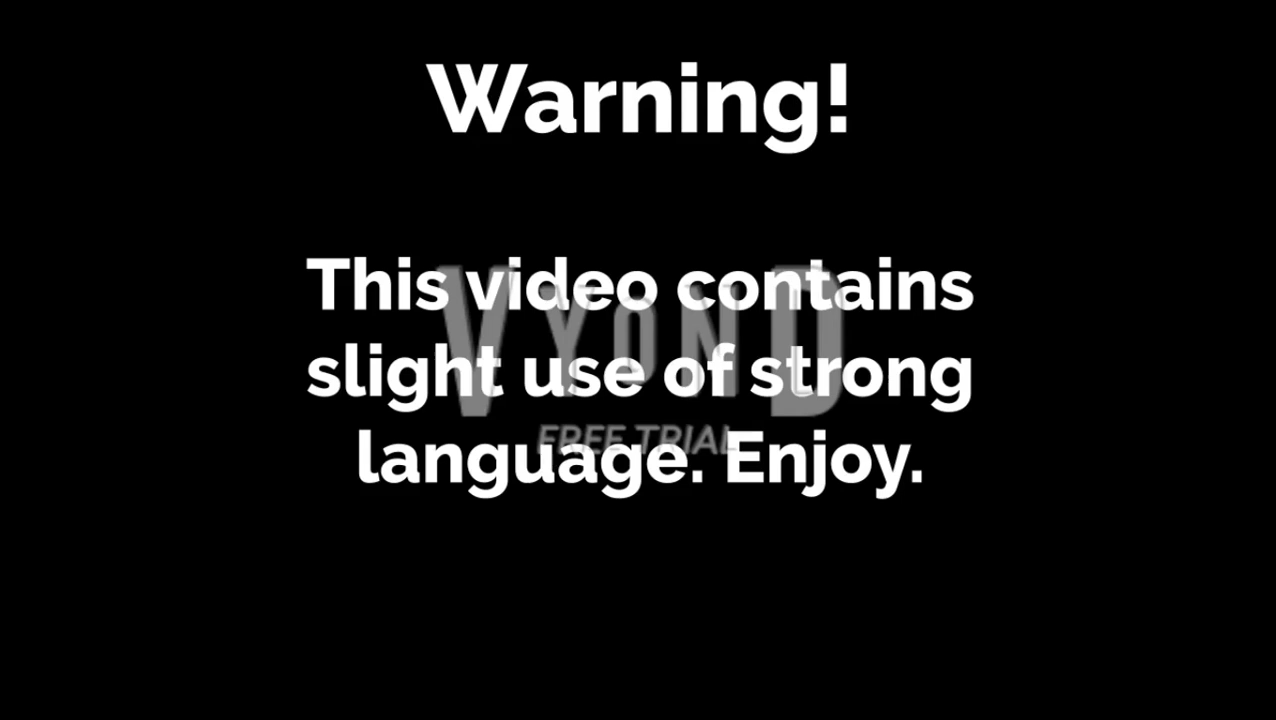 Warning!
This video contains
slight use of strong
language. Enjoy.
VYOND
FREE TRIAL